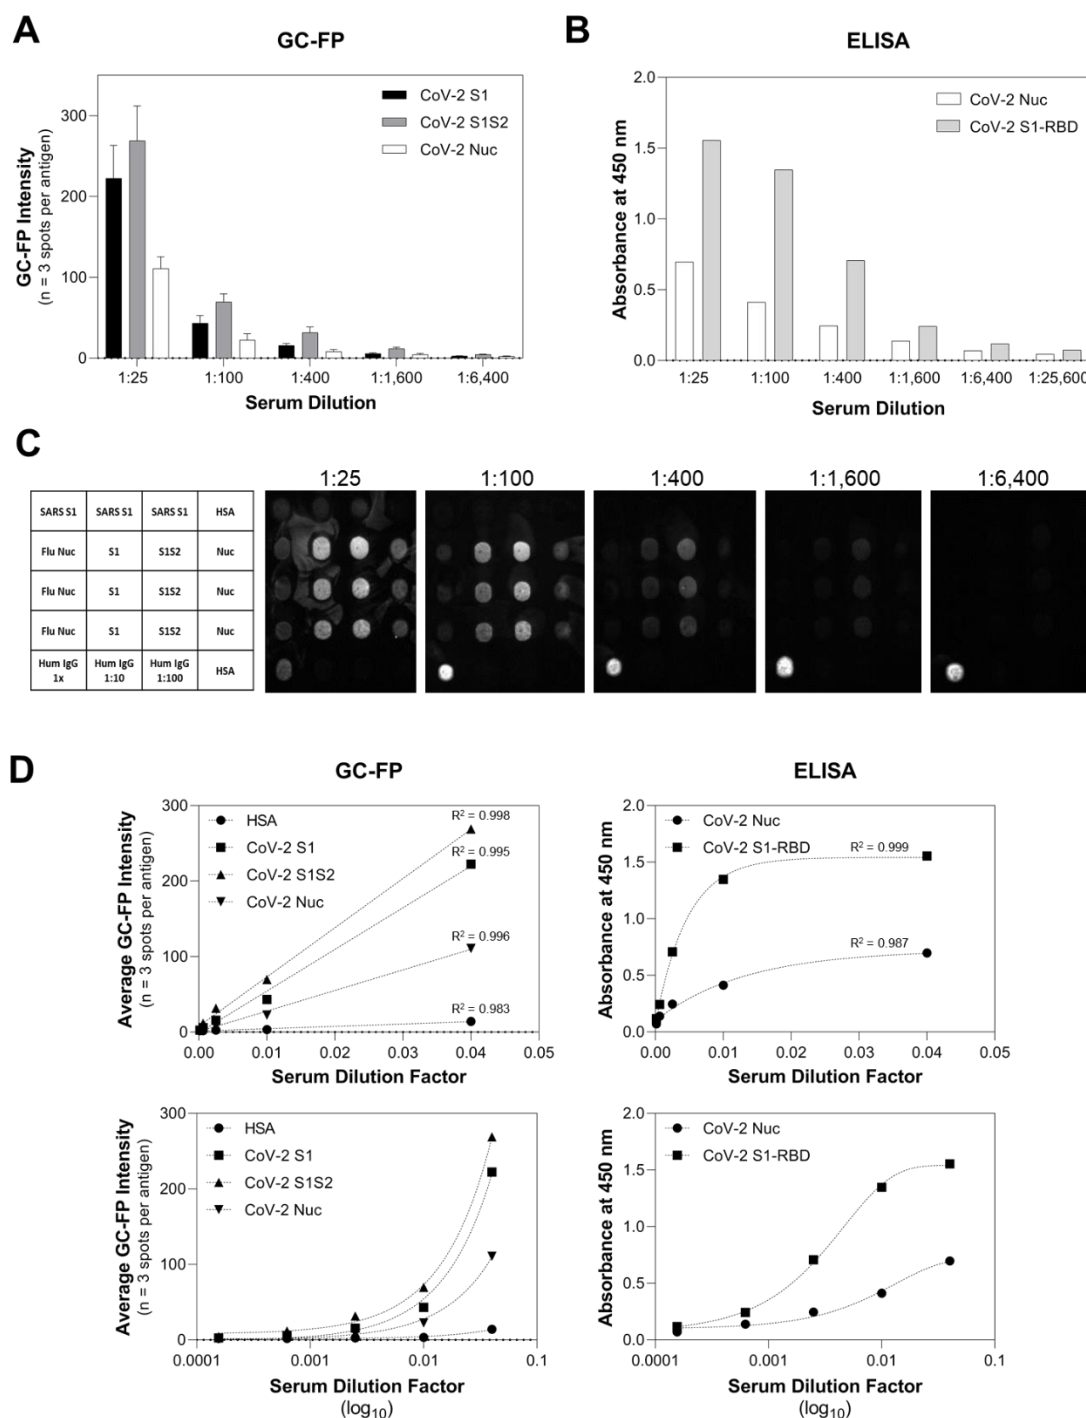 A
GC-FP
CoV-2 S1
CoV-2 S1S2
CoV-2 Nuc
GC-FP Intensity
(n = 3 spots per antigen)
300
200
100
0
1:25
1:100
1:400
1:1,600
1:6,400
Serum Dilution
B
ELISA
CoV-2 Nuc
CoV-2 S1-RBD
Absorbance at 450 nm
2.0
1.5
1.0
0.5
0.0
1:25
1:100
1:400
1:1,600
1:6,400
1:25,600
Serum Dilution
C
SARS S1 SARS S1 SARS S1 HSA
Flu Nuc S1 S1S2 Nuc
Flu Nuc S1 S1S2 Nuc
Flu Nuc S1 S1S2 Nuc
Hum IgG Hum IgG Hum IgG HSA
1x 1:10 1:100
1:25
1:100
1:400
1:1,600
1:6,400
D
GC-FP
HSA
CoV-2 S1
CoV-2 S1S2
CoV-2 Nuc
R² = 0.998
R² = 0.995
R² = 0.996
R² = 0.983
Average GC-FP Intensity
(n = 3 spots per antigen)
300
200
100
0
0.00 0.01 0.02 0.03 0.04 0.05
Serum Dilution Factor
ELISA
CoV-2 Nuc
CoV-2 S1-RBD
R² = 0.999
R² = 0.987
Absorbance at 450 nm
2.0
1.5
1.0
0.5
0.0
0.00 0.01 0.02 0.03 0.04 0.05
Serum Dilution Factor
HSA
CoV-2 S1
CoV-2 S1S2
CoV-2 Nuc
Average GC-FP Intensity
(n = 3 spots per antigen)
300
200
100
0
0.0001 0.001 0.01 0.1
Serum Dilution Factor
(log₁₀)
CoV-2 Nuc
CoV-2 S1-RBD
Absorbance at 450 nm
2.0
1.5
1.0
0.5
0.0
0.0001 0.001 0.01 0.1
Serum Dilution Factor
(log₁₀)